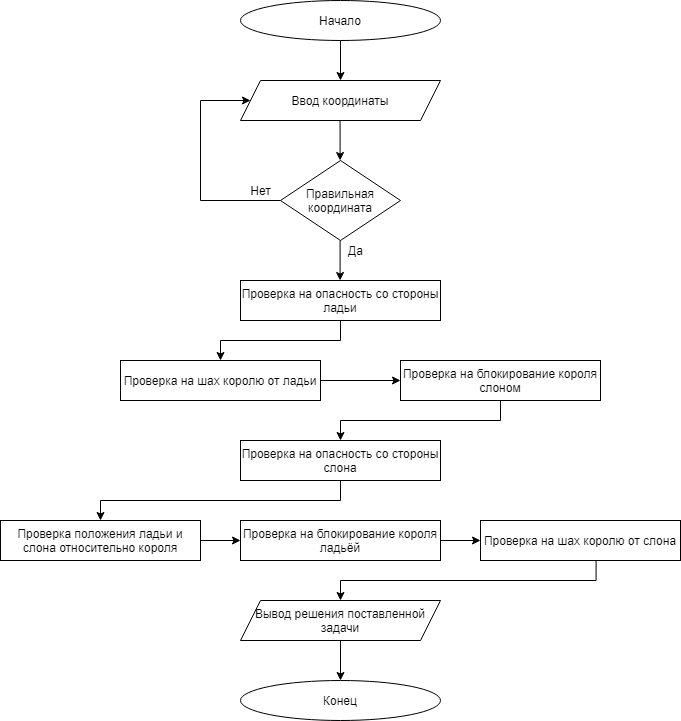 Начало
Ввод координаты
Нет
Правильная
координата
Да
Проверка на опасность со стороны
ладьи
Проверка на шах королю от ладьи
Проверка на блокирование короля
слоном
Проверка на опасность со стороны
слона
Проверка положения ладьи и
слона относительно короля
Проверка на блокирование короля
ладьёй
Проверка на шах королю от слона
Вывод решения поставленной
задачи
Конец